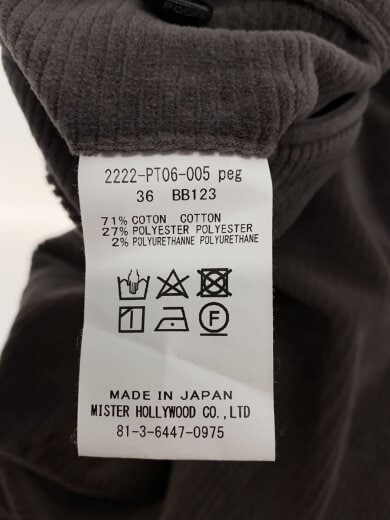 2222-PT06-005 peg
36 BB123
71% COTON COTTON
27% POLYESTER POLYESTER
2% POLYURETHANNE POLYURETHANE
F
MADE IN JAPAN
MISTER HOLLYWOOD CO.,LTD
81-3-6447-0975